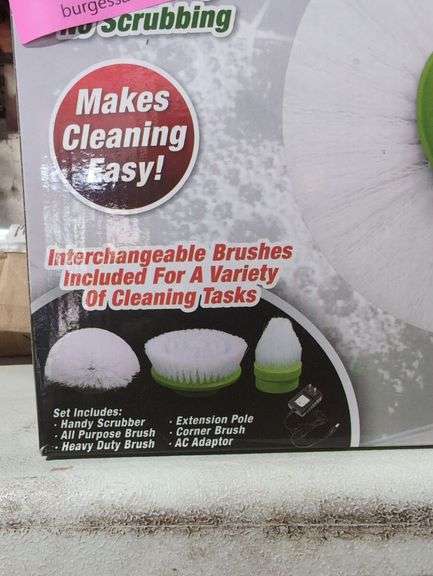 No Scrubbing
Makes
Cleaning
Easy!
Interchangeable Brushes
Included For A Variety
Of Cleaning Tasks
Set Includes:
· Handy Scrubber
· All Purpose Brush
· Heavy Duty Brush
· Extension Pole
· Corner Brush
· AC Adaptor